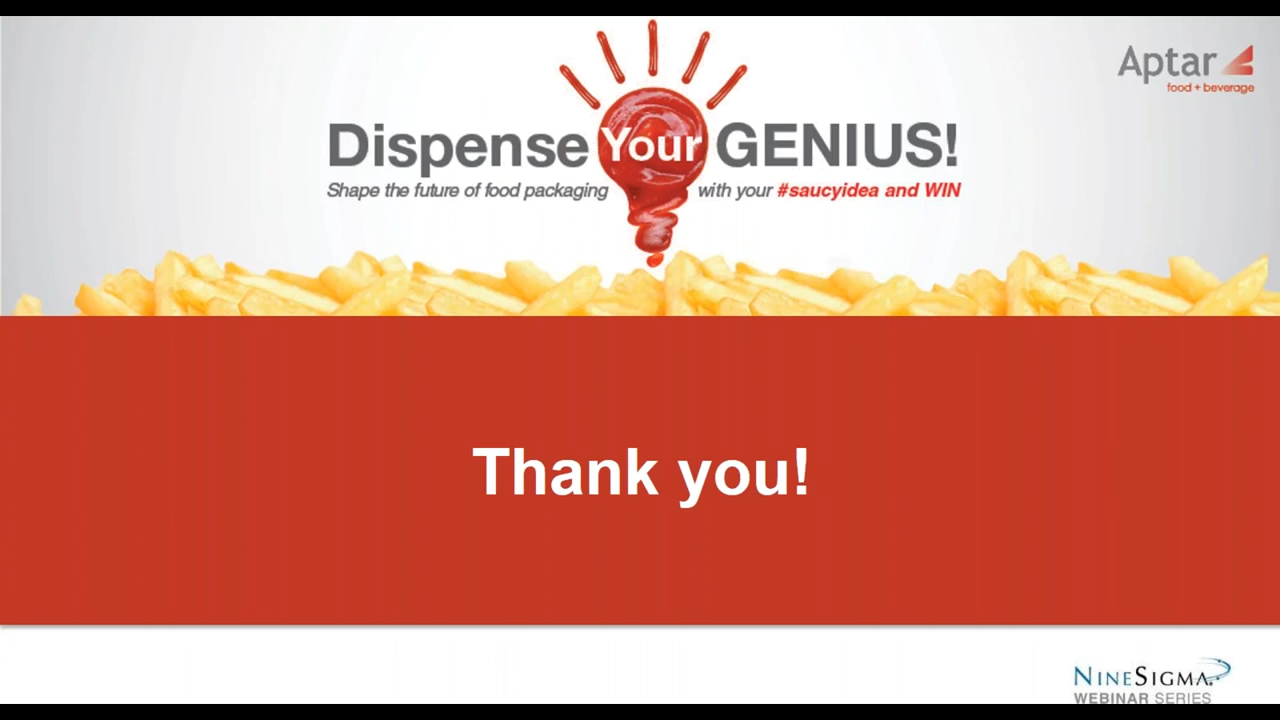 Aptar
food + beverage
Dispense Your GENIUS!
Shape the future of food packaging with your #saucyidea and WIN
Thank you!
NINESIGMA
WEBINAR SERIES